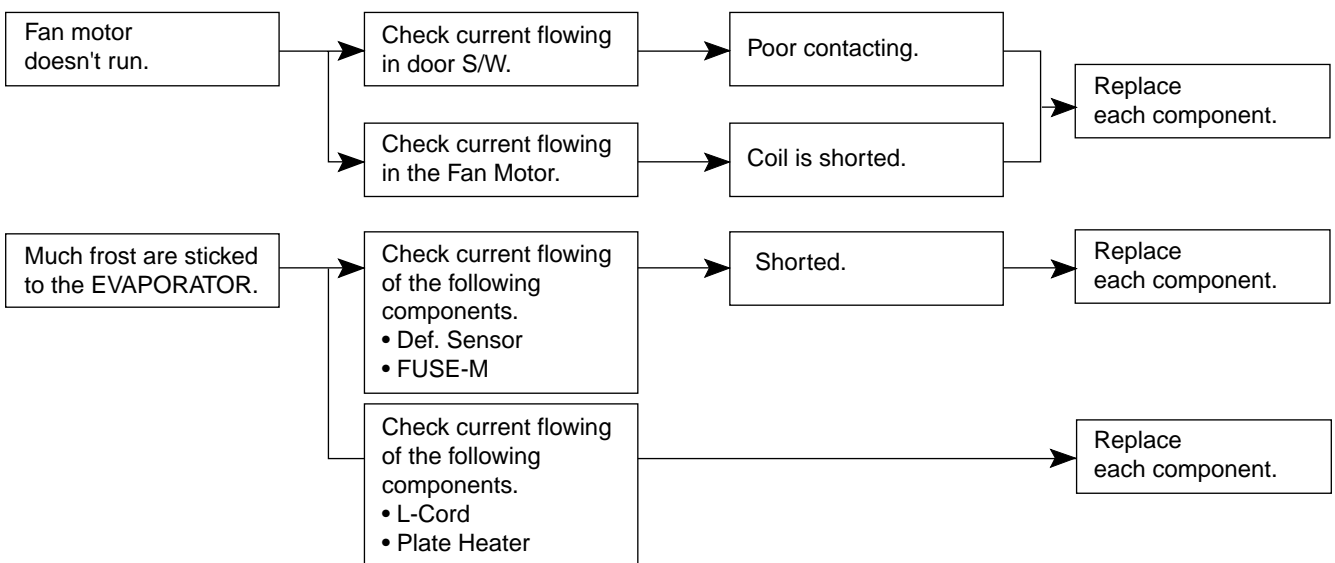 Fan motor
doesn't run.
Check current flowing
in door S/W.
Poor contacting.
Replace
each component.
Check current flowing
in the Fan Motor.
Coil is shorted.
Much frost are sticked
to the EVAPORATOR.
Check current flowing
of the following
components.
• Def. Sensor
• FUSE-M
Shorted.
Replace
each component.
Check current flowing
of the following
components.
• L-Cord
• Plate Heater
Replace
each component.